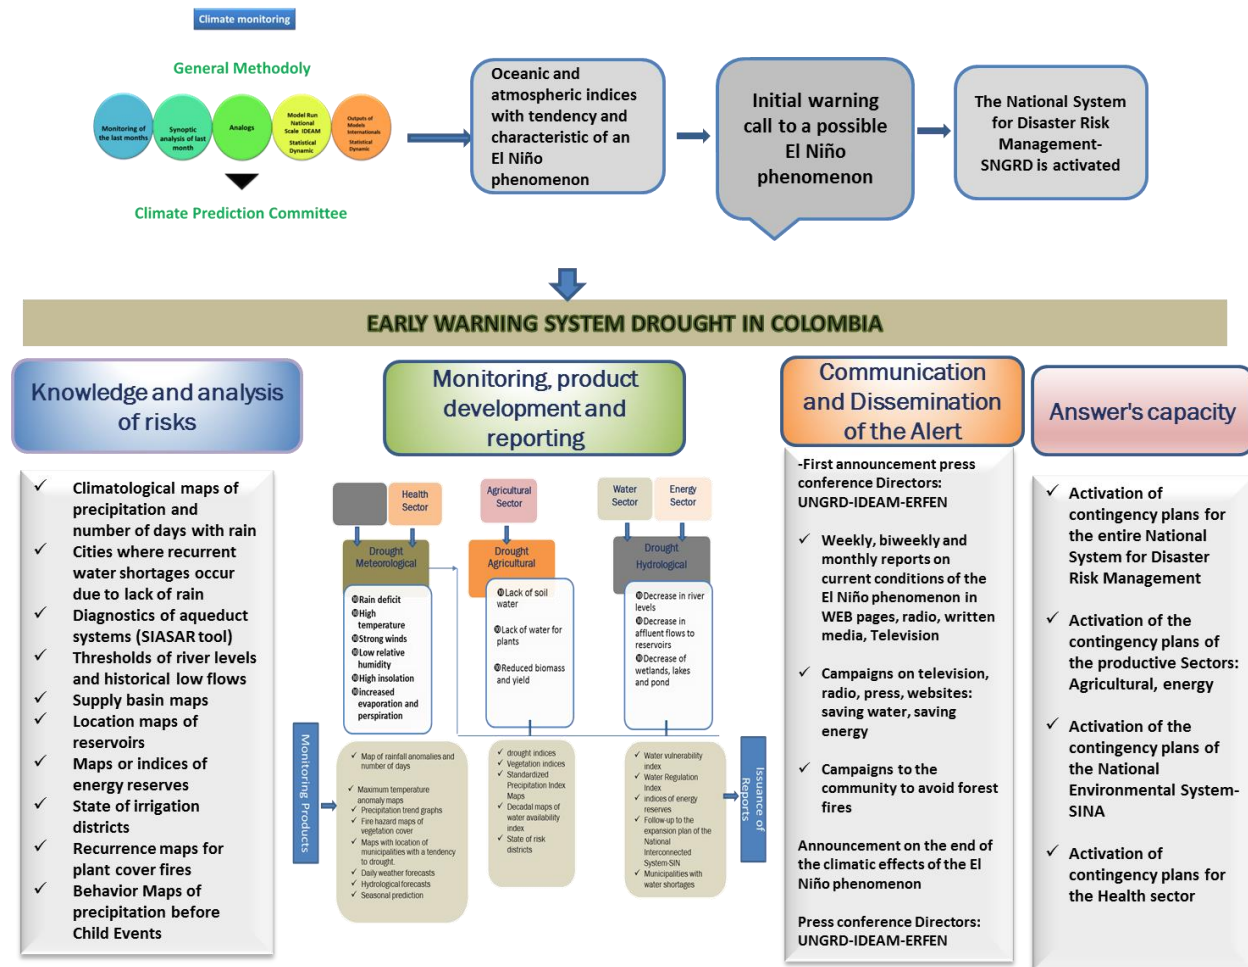 Climate monitoring
General Methodoly
Monitoring of
the last months
Synoptic
analysis of last
month
Analogs
Model Run
National
Scale IDEAM
Statistical
Dynamic
Outputs of
Models
Internationals
Statistical
Dynamic
Climate Prediction Committee
Oceanic and
atmospheric indices
with tendency and
characteristic of an
El Niño
phenomenon
Initial warning
call to a possible
El Niño
phenomenon
The National System
for Disaster Risk
Management-
SNGRD is activated
EARLY WARNING SYSTEM DROUGHT IN COLOMBIA
Knowledge and analysis
of risks
✓ Climatological maps of
precipitation and
number of days with rain
✓ Cities where recurrent
water shortages occur
due to lack of rain
✓ Diagnostics of aqueduct
systems (SIASAR tool)
✓ Thresholds of river levels
and historical low flows
✓ Supply basin maps
✓ Location maps of
reservoirs
✓ Maps or indices of
energy reserves
✓ State of irrigation
districts
✓ Recurrence maps for
plant cover fires
✓ Behavior Maps of
precipitation before
Child Events
Monitoring, product
development and
reporting
Health
Sector
Agricultural
Sector
Water
Sector
Energy
Sector
Drought
Meteorological
Drought
Agricultural
Drought
Hydrological
Rain deficit
High
temperature
Strong winds
Low relative
humidity
High insolation
increased
evaporation and
perspiration
Lack of soil
water
Lack of water for
plants
Reduced biomass
and yield
Decrease in river
levels
Decrease in
affluent flows to
reservoirs
Decrease of
wetlands, lakes
and pond
Monitoring Products
✓ Map of rainfall anomalies and
number of days
✓ Maximum temperature
anomaly maps
✓ Precipitation trend graphs
✓ Fire hazard maps of
vegetation cover
✓ Maps with location of
municipalities with a tendency
to drought.
✓ Daily weather forecasts
✓ Hydrological forecasts
✓ Seasonal prediction
✓ drought indices
✓ Vegetation indices
✓ Standardized
Precipitation Index
Maps
✓ Decadal maps of
water availability
index
✓ State of risk
districts
✓ Water vulnerability
index
✓ Water Regulation
Index
✓ indices of energy
reserves
✓ Follow-up to the
expansion plan of the
National
Interconnected
System-SIN
✓ Municipalities with
water shortages
Issuance of
Reports
Communication
and Dissemination
of the Alert
-First announcement press
conference Directors:
UNGRD-IDEAM-ERFEN
✓ Weekly, biweekly and
monthly reports on
current conditions of the
El Niño phenomenon in
WEB pages, radio, written
media, Television
✓ Campaigns on television,
radio, press, websites:
saving water, saving
energy
✓ Campaigns to the
community to avoid forest
fires
Announcement on the end of
the climatic effects of the El
Niño phenomenon
Press conference Directors:
UNGRD-IDEAM-ERFEN
Answer's capacity
✓ Activation of
contingency plans for
the entire National
System for Disaster
Risk Management
✓ Activation of the
contingency plans of
the productive Sectors:
Agricultural, energy
✓ Activation of the
contingency plans of
the National
Environmental System-
SINA
✓ Activation of
contingency plans for
the Health sector